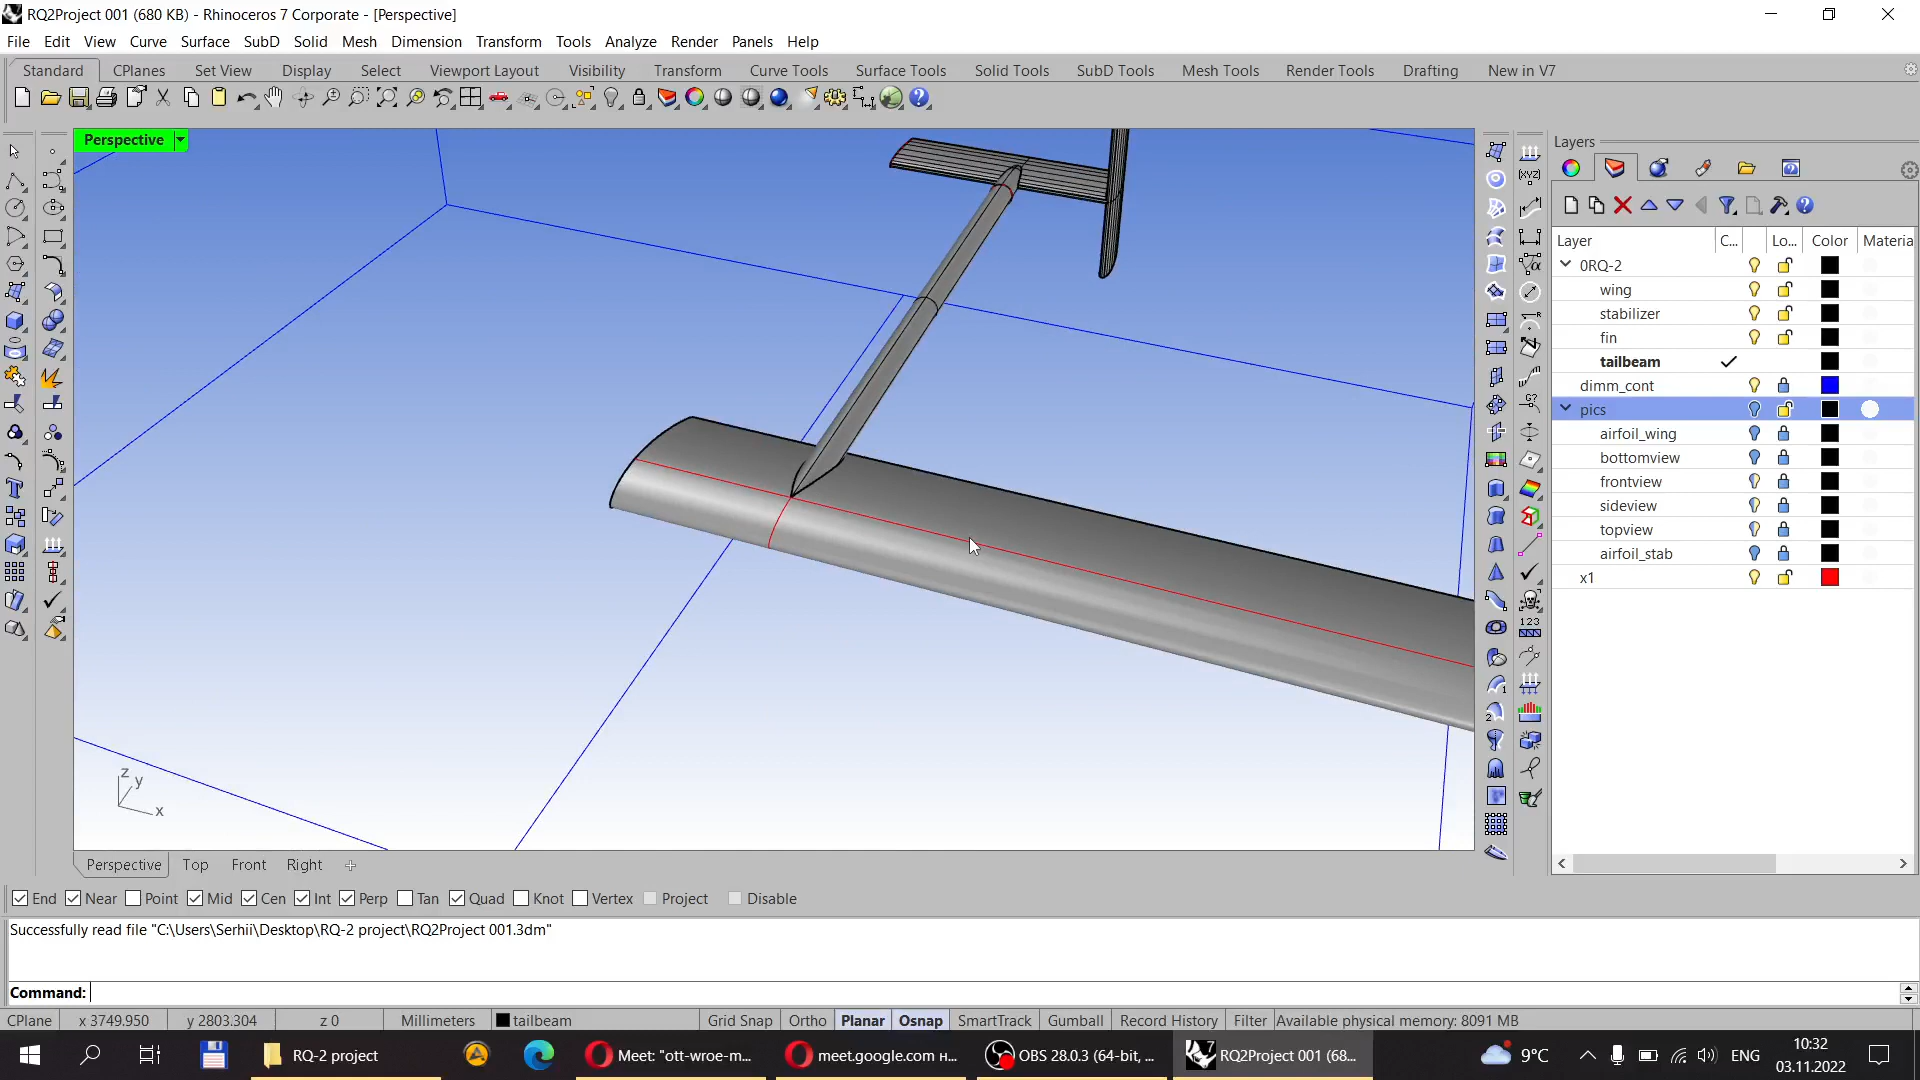 RQ2Project 001 (680 KB) - Rhinoceros 7 Corporate - [Perspective]
File Edit View Curve Surface SubD Solid Mesh Dimension Transform Tools Analyze Render Panels Help
Standard CPlanes Set View Display Select Viewport Layout Visibility Transform Curve Tools Surface Tools Solid Tools SubD Tools Mesh Tools Render Tools Drafting New in V7
Perspective
Layers
Layer C... Lo... Color Materia
0RQ-2
wing
stabilizer
fin
tailbeam
dimm_cont
pics
airfoil_wing
bottomview
frontview
sideview
topview
airfoil_stab
x1
z
y
x
Perspective Top Front Right
End Near Point Mid Cen Int Perp Tan Quad Knot Vertex Project Disable
Successfully read file "C:\Users\Serhii\Desktop\RQ-2 project\RQ2Project 001.3dm"
Command:
CPlane x 3749.950 y 2803.304 z 0 Millimeters tailbeam Grid Snap Ortho Planar Osnap SmartTrack Gumball Record History Filter Available physical memory: 8091 MB
RQ-2 project Meet: "ott-wroe-m... meet.google.com н... OBS 28.0.3 (64-bit, ... RQ2Project 001 (68... 9°C ENG 10:32
03.11.2022